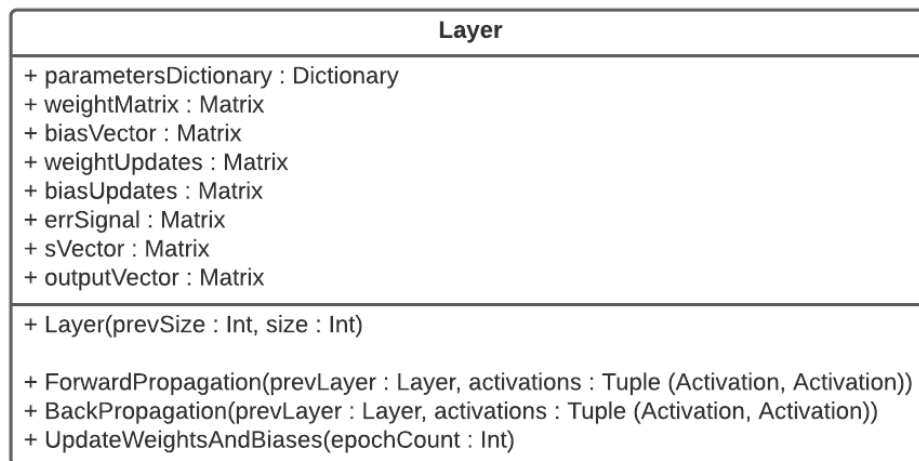 Layer
+ parametersDictionary : Dictionary
+ weightMatrix : Matrix
+ biasVector : Matrix
+ weightUpdates : Matrix
+ biasUpdates : Matrix
+ errSignal : Matrix
+ sVector : Matrix
+ outputVector : Matrix
+ Layer(prevSize : Int, size : Int)
+ ForwardPropagation(prevLayer : Layer, activations : Tuple (Activation, Activation))
+ BackPropagation(prevLayer : Layer, activations : Tuple (Activation, Activation))
+ UpdateWeightsAndBiases(epochCount : Int)